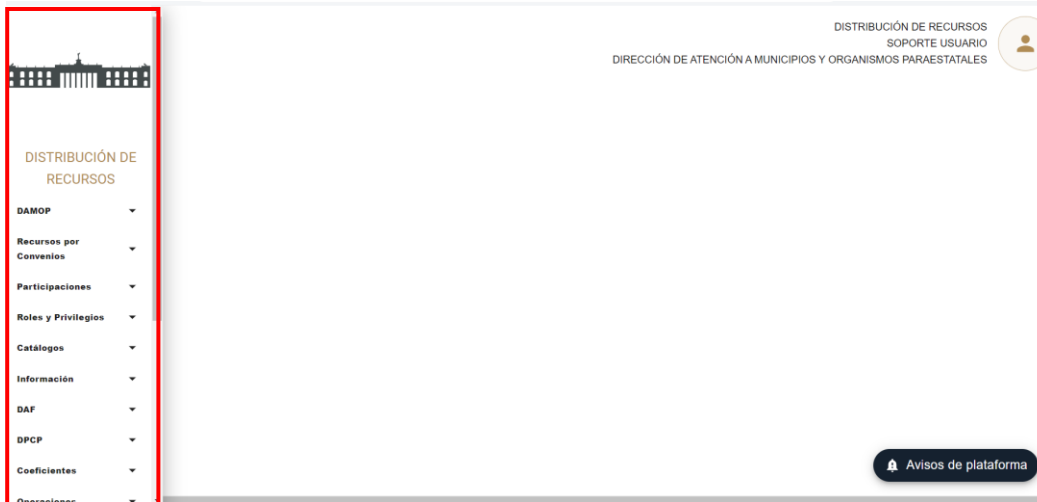 DISTRIBUCIÓN DE RECURSOS
SOPORTE USUARIO
DIRECCIÓN DE ATENCIÓN A MUNICIPIOS Y ORGANISMOS PARAESTATALES
DISTRIBUCIÓN DE
RECURSOS
DAMOP
Recursos por
Convenios
Participaciones
Roles y Privilegios
Catálogos
Información
DAF
DPCP
Coeficientes
Operaciones
Avisos de plataforma